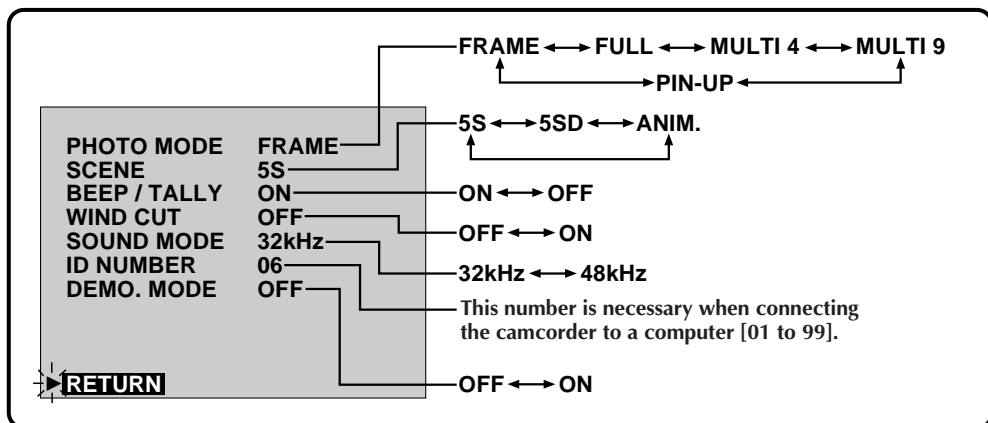 FRAME FULL MULTI 4 MULTI 9
PIN-UP
PHOTO MODE FRAME
SCENE 5S
BEEP / TALLY ON
WIND CUT OFF
SOUND MODE 32kHz
ID NUMBER 06
DEMO. MODE OFF
RETURN
5S 5SD ANIM.
ON OFF
OFF ON
32kHz 48kHz
This number is necessary when connecting
the camcorder to a computer [01 to 99].
OFF ON